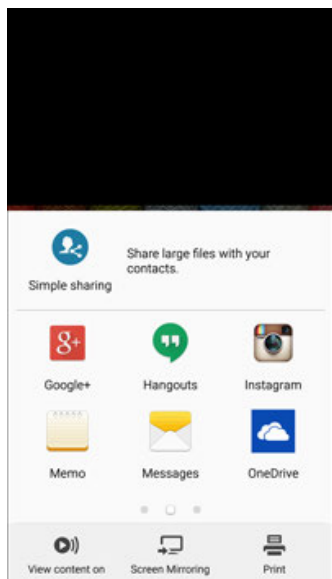 Share large files with your
contacts.
Simple sharing
8+
Google+
Hangouts
Instagram
Memo
Messages
OneDrive
View content on
Screen Mirroring
Print